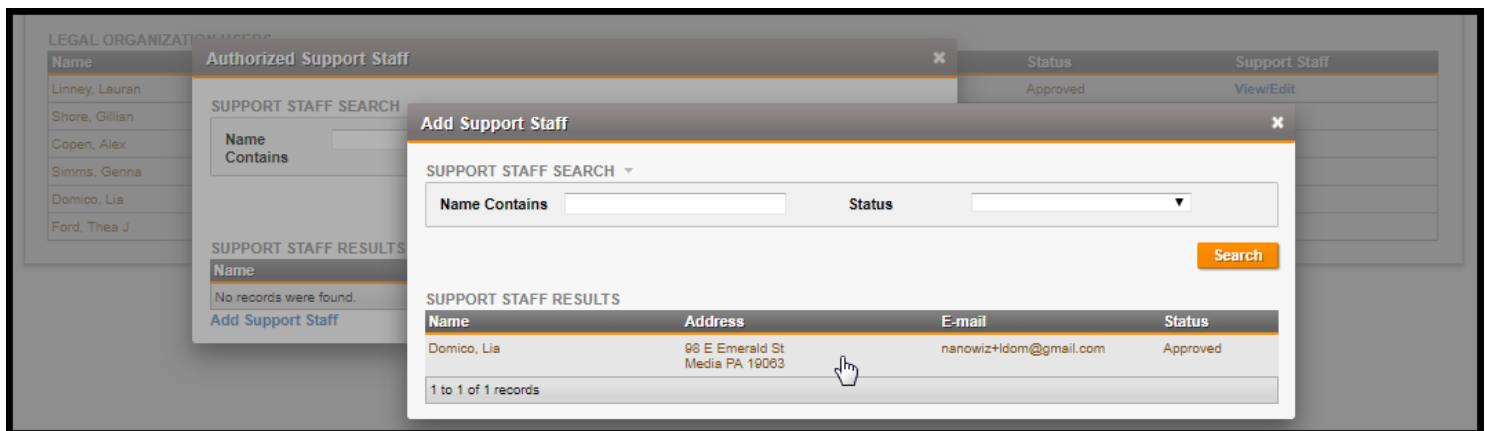 LEGAL ORGANIZATION USERS
Name Status Support Staff
Linney, Lauran Approved View/Edit
Shore, Gillian
Copen, Alex
Simms, Genna
Domico, Lia
Ford, Thea J
Authorized Support Staff
SUPPORT STAFF SEARCH
Name
Contains
SUPPORT STAFF RESULTS
Name
No records were found.
Add Support Staff
Add Support Staff
SUPPORT STAFF SEARCH
Name Contains Status
Search
SUPPORT STAFF RESULTS
Name Address E-mail Status
Domico, Lia 98 E Emerald St nanowiz+ldom@gmail.com Approved
Media PA 19063
1 to 1 of 1 records